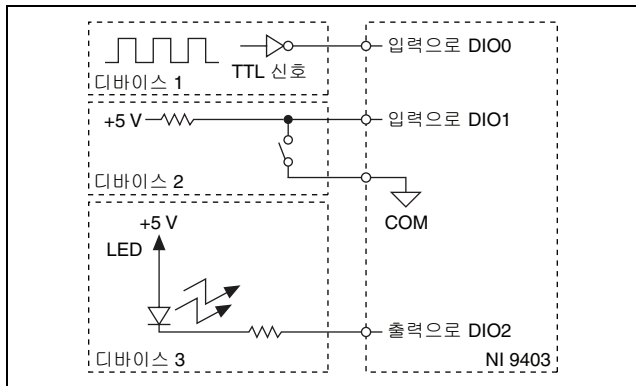 입력으로 DIO0
TTL 신호
디바이스 1
+5 V
입력으로 DIO1
디바이스 2
COM
+5 V
LED
출력으로 DIO2
디바이스 3
NI 9403